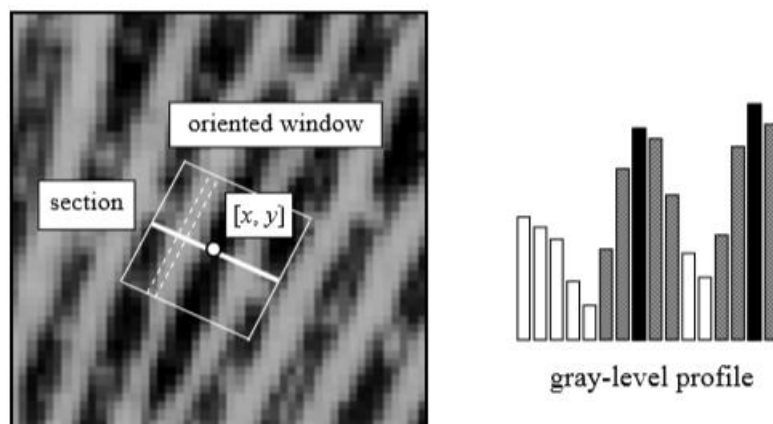 oriented window
section
[x, y]
gray-level profile